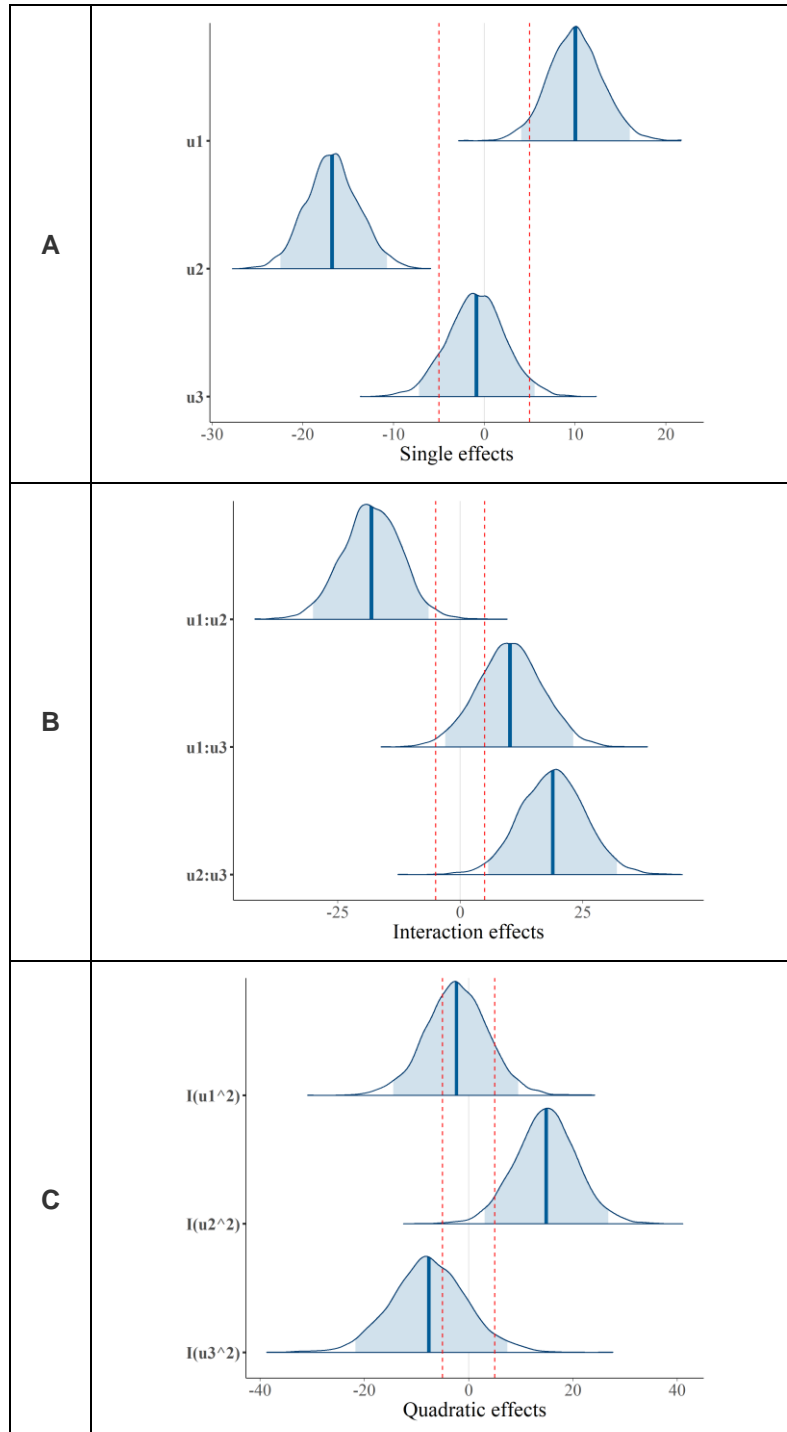 A
u1
u2
u3
-30 -20 -10 0 10 20
Single effects
B
u1:u2
u1:u3
u2:u3
-25 0 25
Interaction effects
C
I(u1^2)
I(u2^2)
I(u3^2)
-40 -20 0 20 40
Quadratic effects